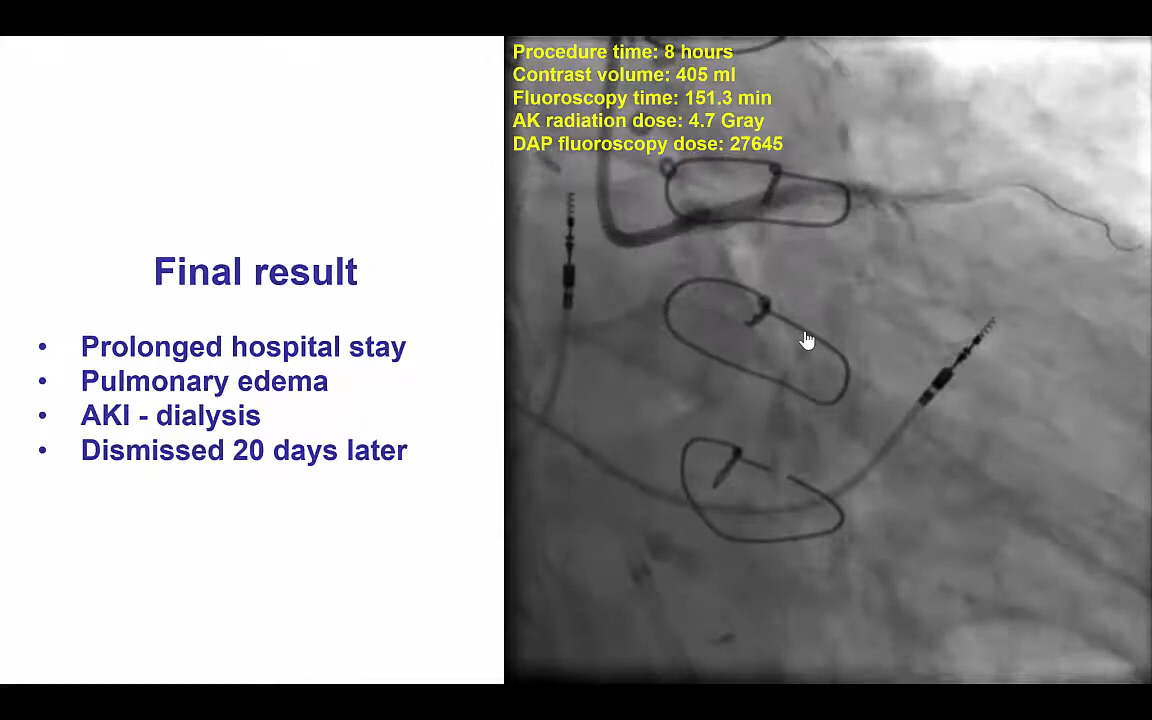 Procedure time: 8 hours
Contrast volume: 405 ml
Fluoroscopy time: 151.3 min
AK radiation dose: 4.7 Gray
DAP fluoroscopy dose: 27645
Final result
• Prolonged hospital stay
• Pulmonary edema
• AKI - dialysis
• Dismissed 20 days later